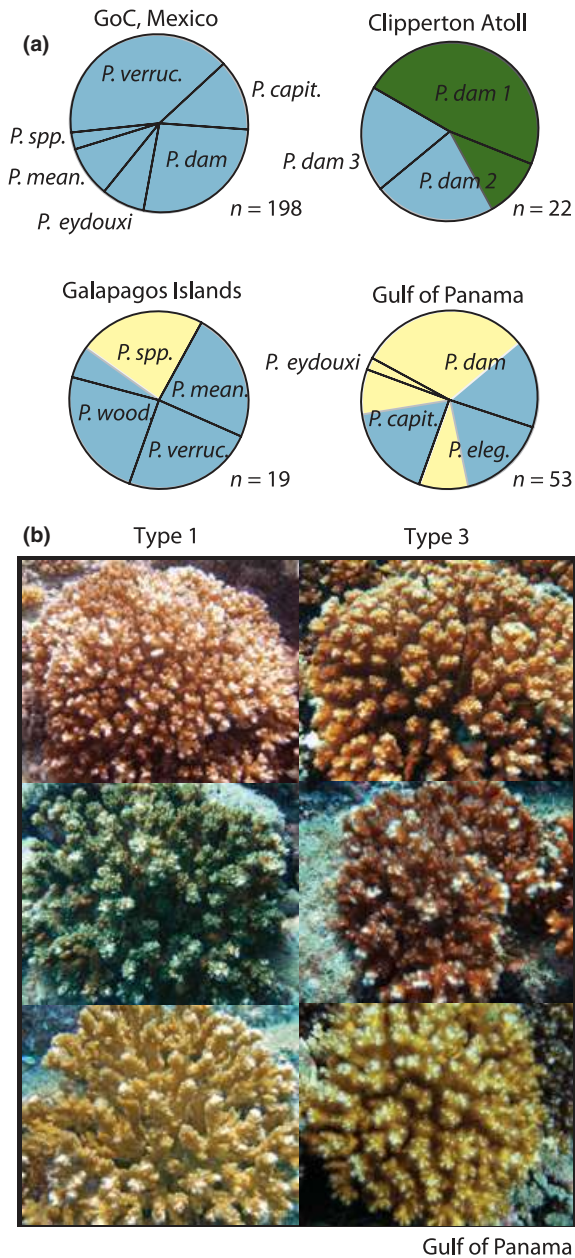 (a)
GoC, Mexico
P. verruc.
P. capit.
P. spp.
P. dam
P. mean.
P. eydouxi
n = 198
Clipperton Atoll
P. dam 1
P. dam 3
P. dam 2
n = 22
Galapagos Islands
P. spp.
P. mean.
P. wood.
P. verruc.
n = 19
Gulf of Panama
P. eydouxi
P. dam
P. capit.
P. eleg.
n = 53
(b)
Type 1
Type 3
Gulf of Panama